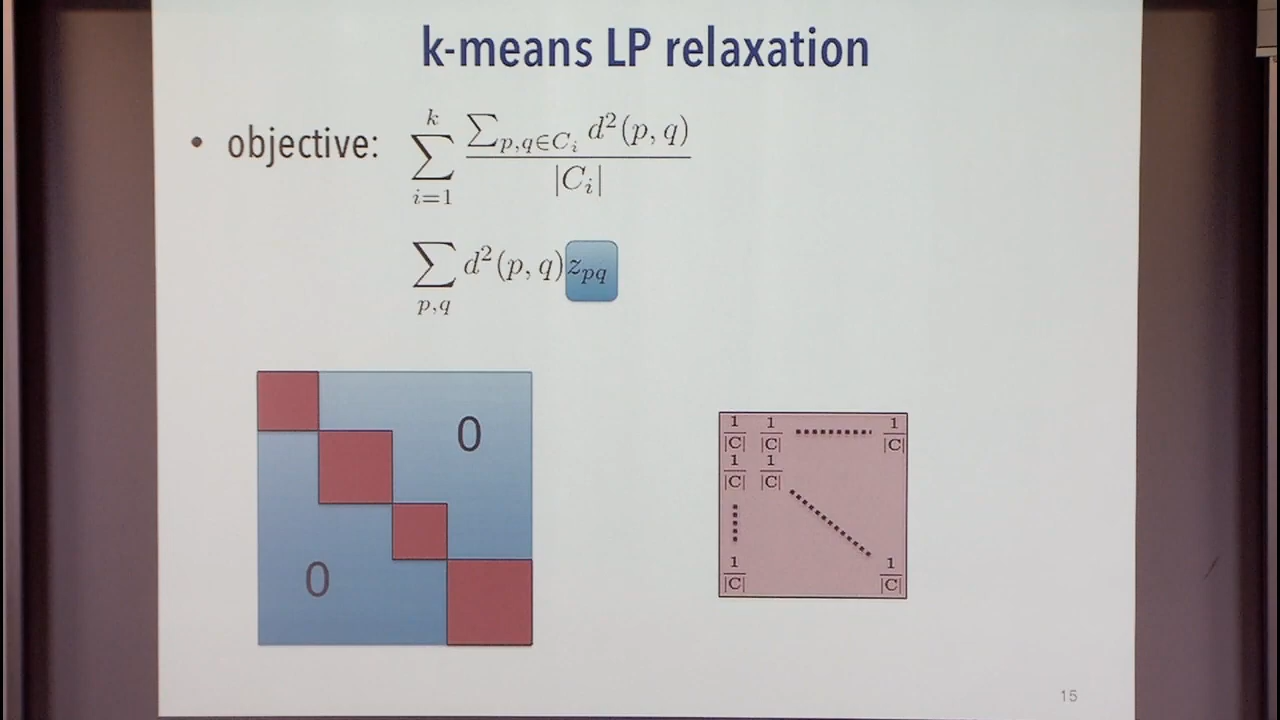 k-means LP relaxation
• objective: \sum_{i=1}^{k} \frac{\sum_{p,q \in C_i} d^2(p,q)}{|C_i|}
\sum_{p,q} d^2(p,q) z_{pq}
0
0
\frac{1}{|C|} \frac{1}{|C|} \frac{1}{|C|}
\frac{1}{|C|} \frac{1}{|C|}
\frac{1}{|C|} \frac{1}{|C|}
15